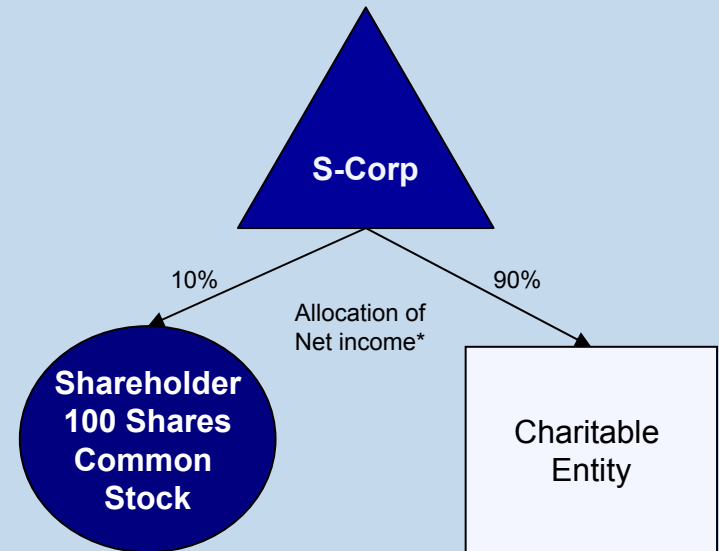 S-Corp
10%
90%
Allocation of
Net income*
Shareholder
100 Shares
Common
Stock
Charitable
Entity